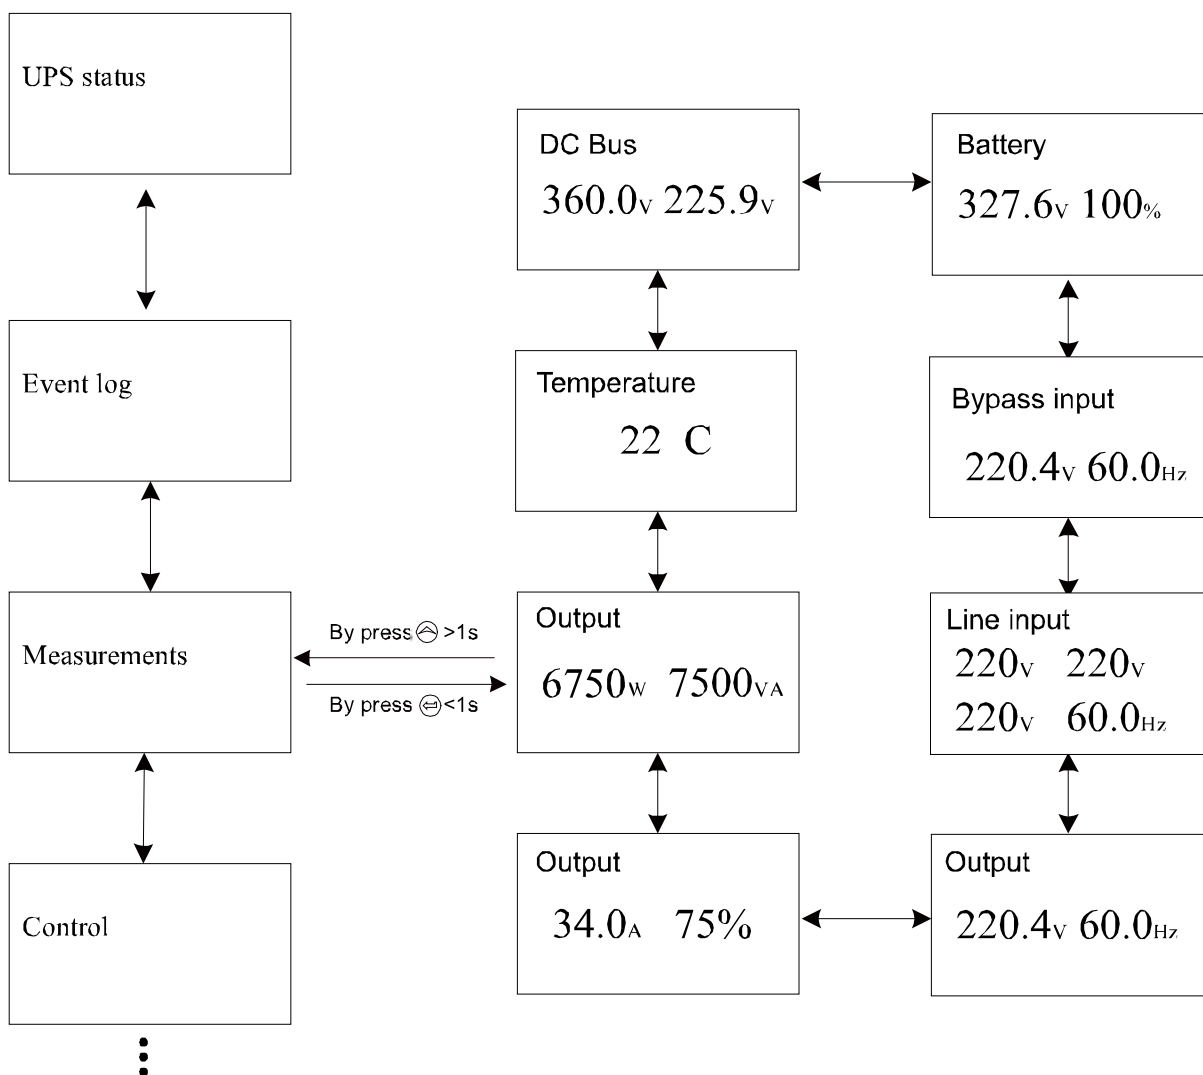 UPS status
Event log
Measurements
Control
By press >1s
By press <1s
DC Bus
360.0V 225.9V
Temperature
22 C
Output
6750W 7500VA
Output
34.0A 75%
Battery
327.6V 100%
Bypass input
220.4V 60.0Hz
Line input
220V 220V
220V 60.0Hz
Output
220.4V 60.0Hz